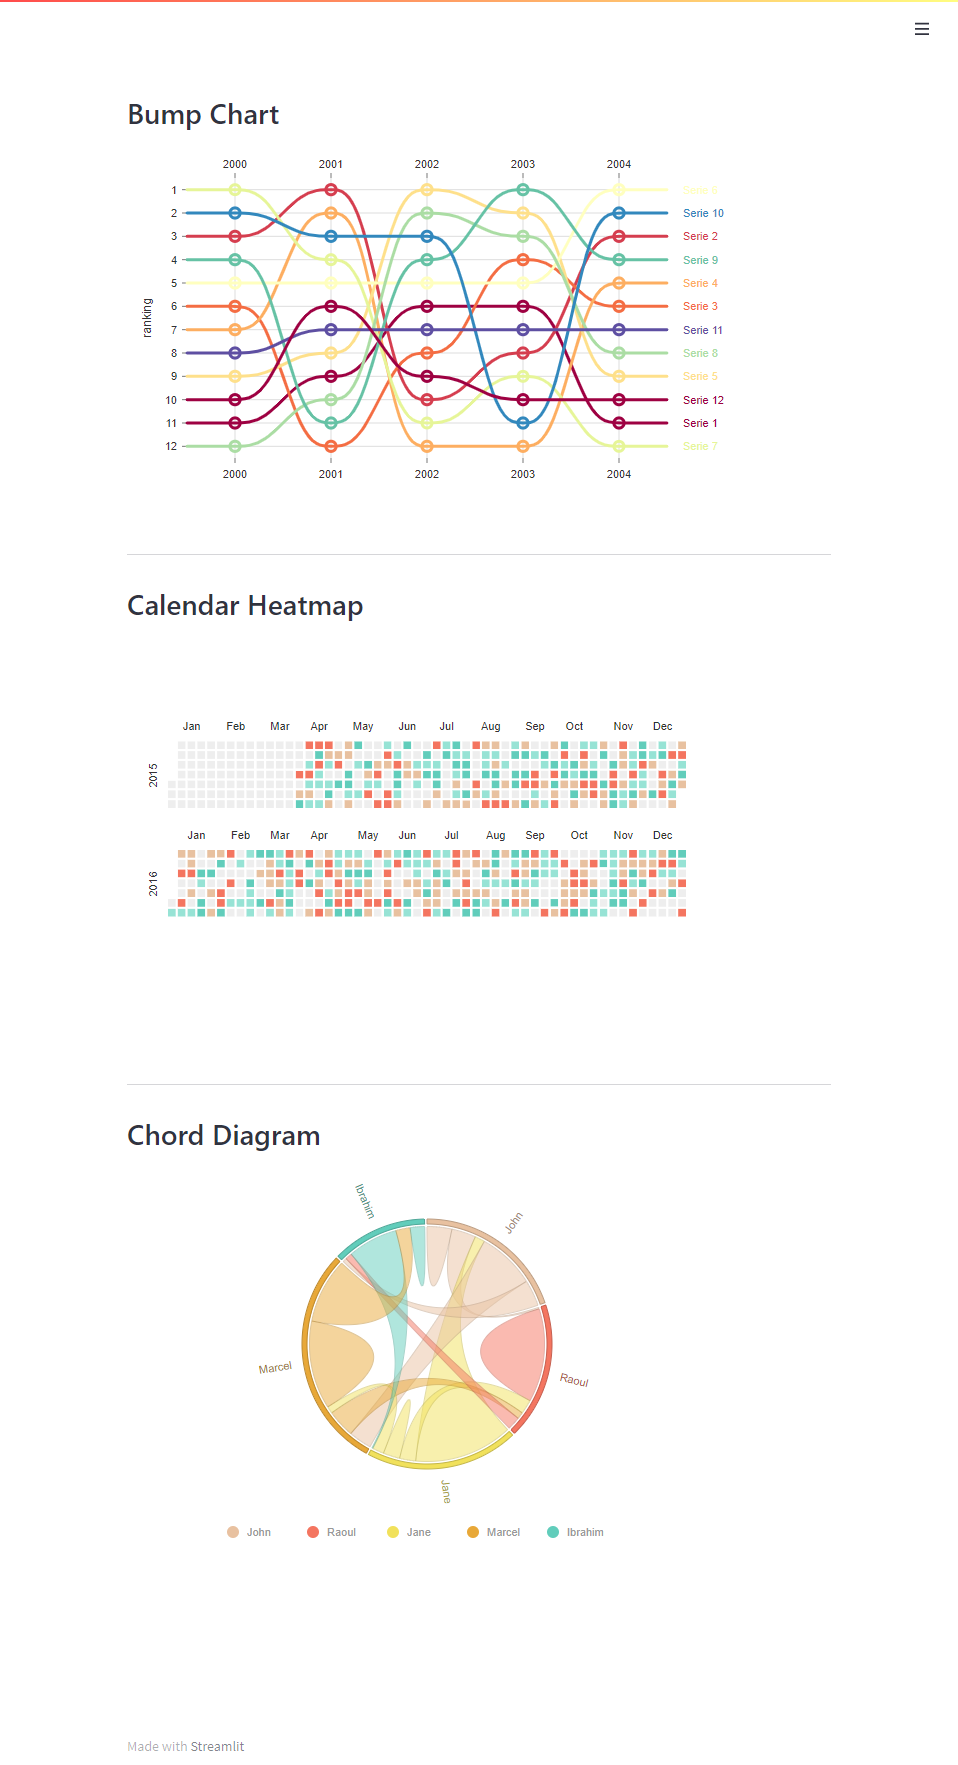 Bump Chart
2000 2001 2002 2003 2004
1
2 Serie 10
3 Serie 2
4 Serie 9
5 Serie 4
ranking
6 Serie 3
7 Serie 11
8 Serie 8
9 Serie 5
10 Serie 12
11 Serie 1
12 Serie 7
2000 2001 2002 2003 2004
Calendar Heatmap
Jan Feb Mar Apr May Jun Jul Aug Sep Oct Nov Dec
2015
Jan Feb Mar Apr May Jun Jul Aug Sep Oct Nov Dec
2016
Chord Diagram
Ibrahim
John
Marcel
Raoul
Jane
John Raoul Jane Marcel Ibrahim
Made with Streamlit